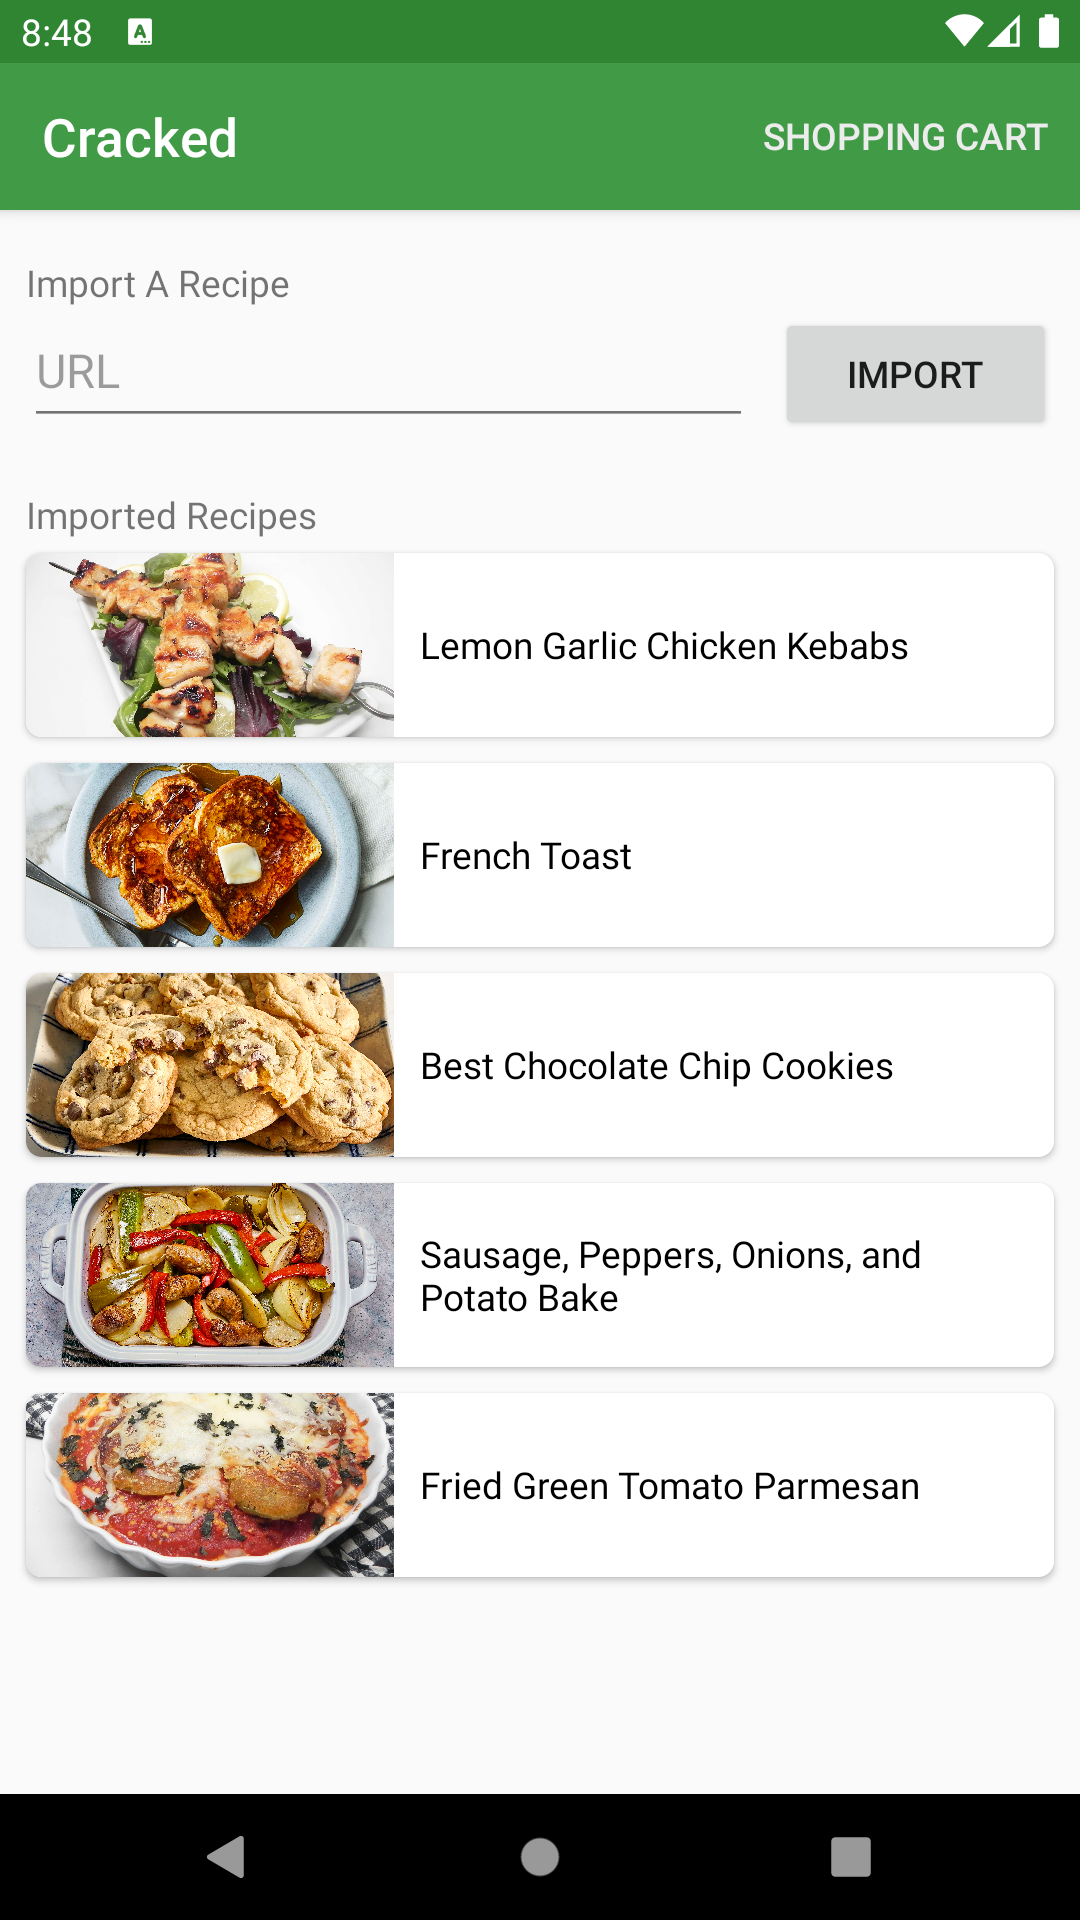 8:48
Cracked
SHOPPING CART
Import A Recipe
URL
IMPORT
Imported Recipes
Lemon Garlic Chicken Kebabs
French Toast
Best Chocolate Chip Cookies
Sausage, Peppers, Onions, and
Potato Bake
Fried Green Tomato Parmesan